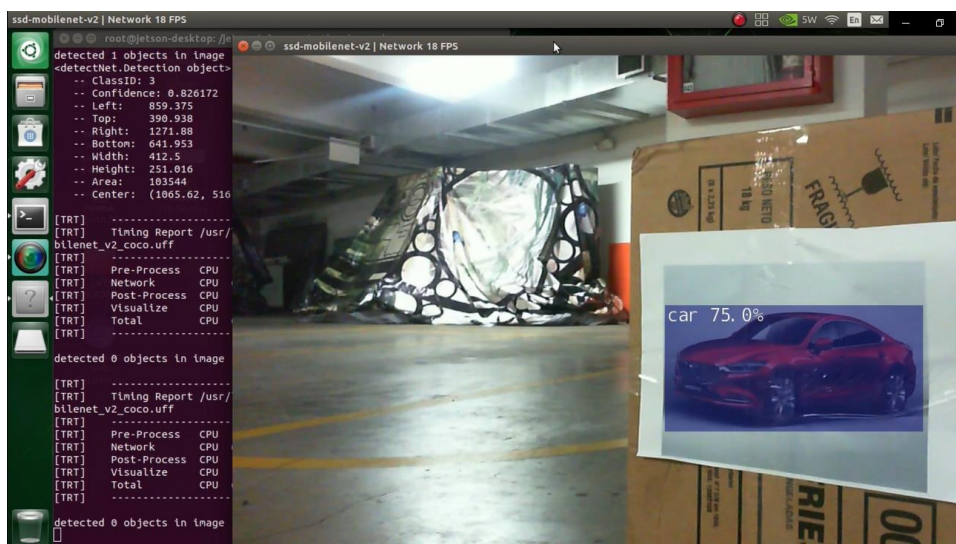 ssd-mobilenet-v2 | Network 18 FPS
5W
En
root@jetson-desktop: /je
detected 1 objects in image
<detectNet.Detection object>
-- ClassID: 3
-- Confidence: 0.826172
-- Left: 859.375
-- Top: 390.938
-- Right: 1271.88
-- Bottom: 641.953
-- Width: 412.5
-- Height: 251.016
-- Area: 103544
-- Center: (1065.62, 516
[TRT] ------------------
[TRT] Timing Report /usr/
bilenet_v2_coco.uff
[TRT] ------------------
[TRT] Pre-Process CPU
[TRT] Network CPU
[TRT] Post-Process CPU
[TRT] Visualize CPU
[TRT] Total CPU
[TRT] ------------------
detected 0 objects in image
[TRT] ------------------
[TRT] Timing Report /usr/
bilenet_v2_coco.uff
[TRT] ------------------
[TRT] Pre-Process CPU
[TRT] Network CPU
[TRT] Post-Process CPU
[TRT] Visualize CPU
[TRT] Total CPU
[TRT] ------------------
detected 0 objects in image
ssd-mobilenet-v2 | Network 18 FPS
car 75.0%
NETO
18 kg
FRAGI
RIE
00